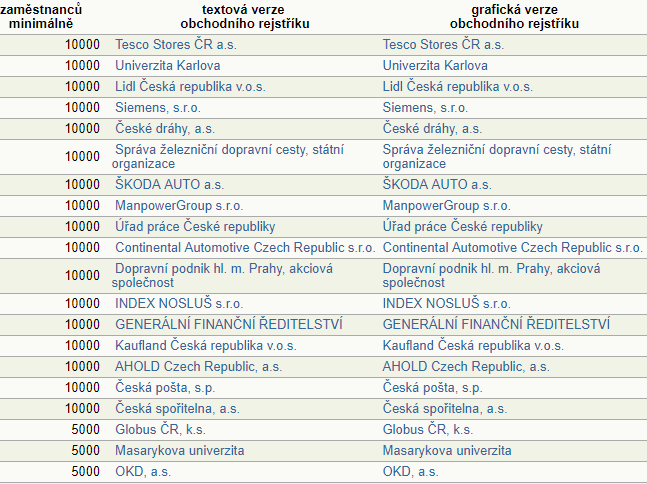 zaměstnanců textová verze grafická verze
minimálně obchodního rejstříku obchodního rejstříku
10000 Tesco Stores ČR a.s. Tesco Stores ČR a.s.
10000 Univerzita Karlova Univerzita Karlova
10000 Lidl Česká republika v.o.s. Lidl Česká republika v.o.s.
10000 Siemens, s.r.o. Siemens, s.r.o.
10000 České dráhy, a.s. České dráhy, a.s.
10000 Správa železniční dopravní cesty, státní Správa železniční dopravní cesty, státní
organizace organizace
10000 ŠKODA AUTO a.s. ŠKODA AUTO a.s.
10000 ManpowerGroup s.r.o. ManpowerGroup s.r.o.
10000 Úřad práce České republiky Úřad práce České republiky
10000 Continental Automotive Czech Republic s.r.o. Continental Automotive Czech Republic s.r.o.
10000 Dopravní podnik hl. m. Prahy, akciová Dopravní podnik hl. m. Prahy, akciová
společnost společnost
10000 INDEX NOSLUŠ s.r.o. INDEX NOSLUŠ s.r.o.
10000 GENERÁLNÍ FINANČNÍ ŘEDITELSTVÍ GENERÁLNÍ FINANČNÍ ŘEDITELSTVÍ
10000 Kaufland Česká republika v.o.s. Kaufland Česká republika v.o.s.
10000 AHOLD Czech Republic, a.s. AHOLD Czech Republic, a.s.
10000 Česká pošta, s.p. Česká pošta, s.p.
10000 Česká spořitelna, a.s. Česká spořitelna, a.s.
5000 Globus ČR, k.s. Globus ČR, k.s.
5000 Masarykova univerzita Masarykova univerzita
5000 OKD, a.s. OKD, a.s.